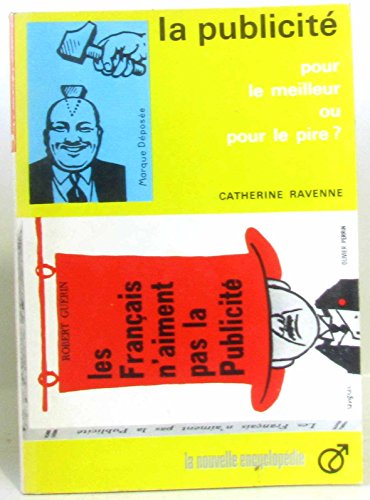 la publicité
pour
le meilleur
ou
pour le pire ?
Marque Déposée
CATHERINE RAVENNE
ROBERT GUERIN
les
Français
n'aiment
pas la
Publicité
OLIVIER PERRIN
Les Français n'aiment pas la Publicité
la nouvelle encyclopédie